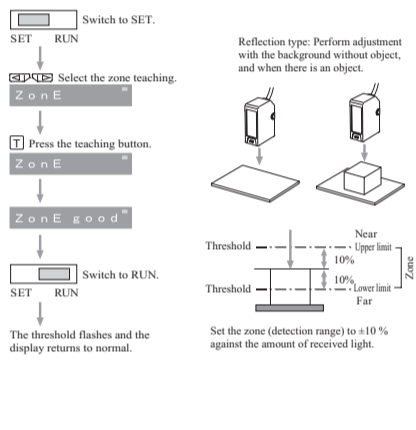 Switch to SET.
SET RUN
Select the zone teaching.
ZonE
T Press the teaching button.
ZonE
ZonE good
Switch to RUN.
SET RUN
The threshold flashes and the
display returns to normal.
Reflection type: Perform adjustment
with the background without object,
and when there is an object.
Near
Threshold Upper limit
10%
10%
Threshold Lower limit
Far
Zone
Set the zone (detection range) to ±10 %
against the amount of received light.